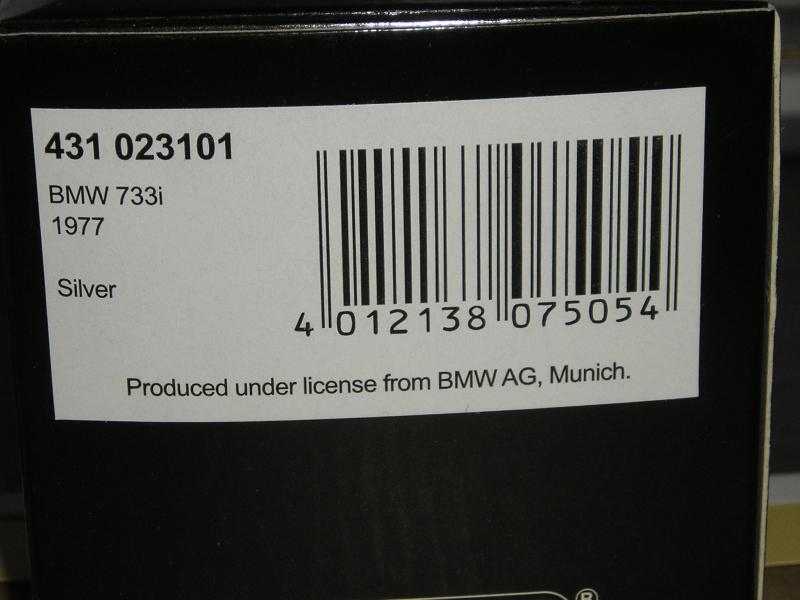 431 023101
BMW 733i
1977
Silver
4 012138 075054
Produced under license from BMW AG, Munich.
®